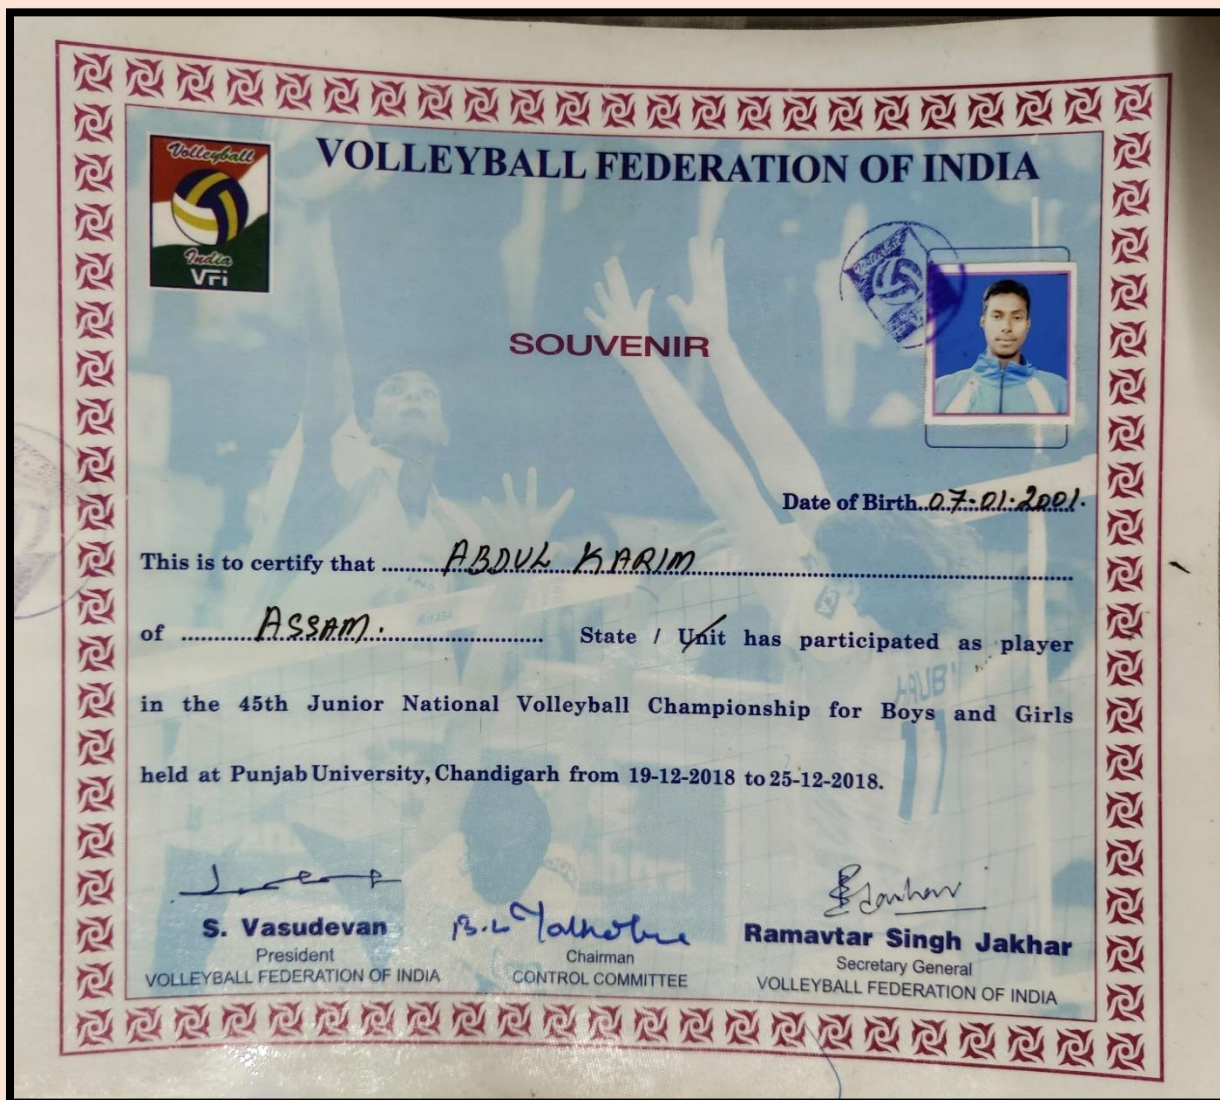 Volleyball
India
VFi
VOLLEYBALL FEDERATION OF INDIA
SOUVENIR
Date of Birth..07-01-2001.
This is to certify that ........ABDUL KARIM........
of ........ASSAM........ State / Unit has participated as player
in the 45th Junior National Volleyball Championship for Boys and Girls
held at Punjab University, Chandigarh from 19-12-2018 to 25-12-2018.
S. Vasudevan
President
VOLLEYBALL FEDERATION OF INDIA
Chairman
CONTROL COMMITTEE
Ramavtar Singh Jakhar
Secretary General
VOLLEYBALL FEDERATION OF INDIA